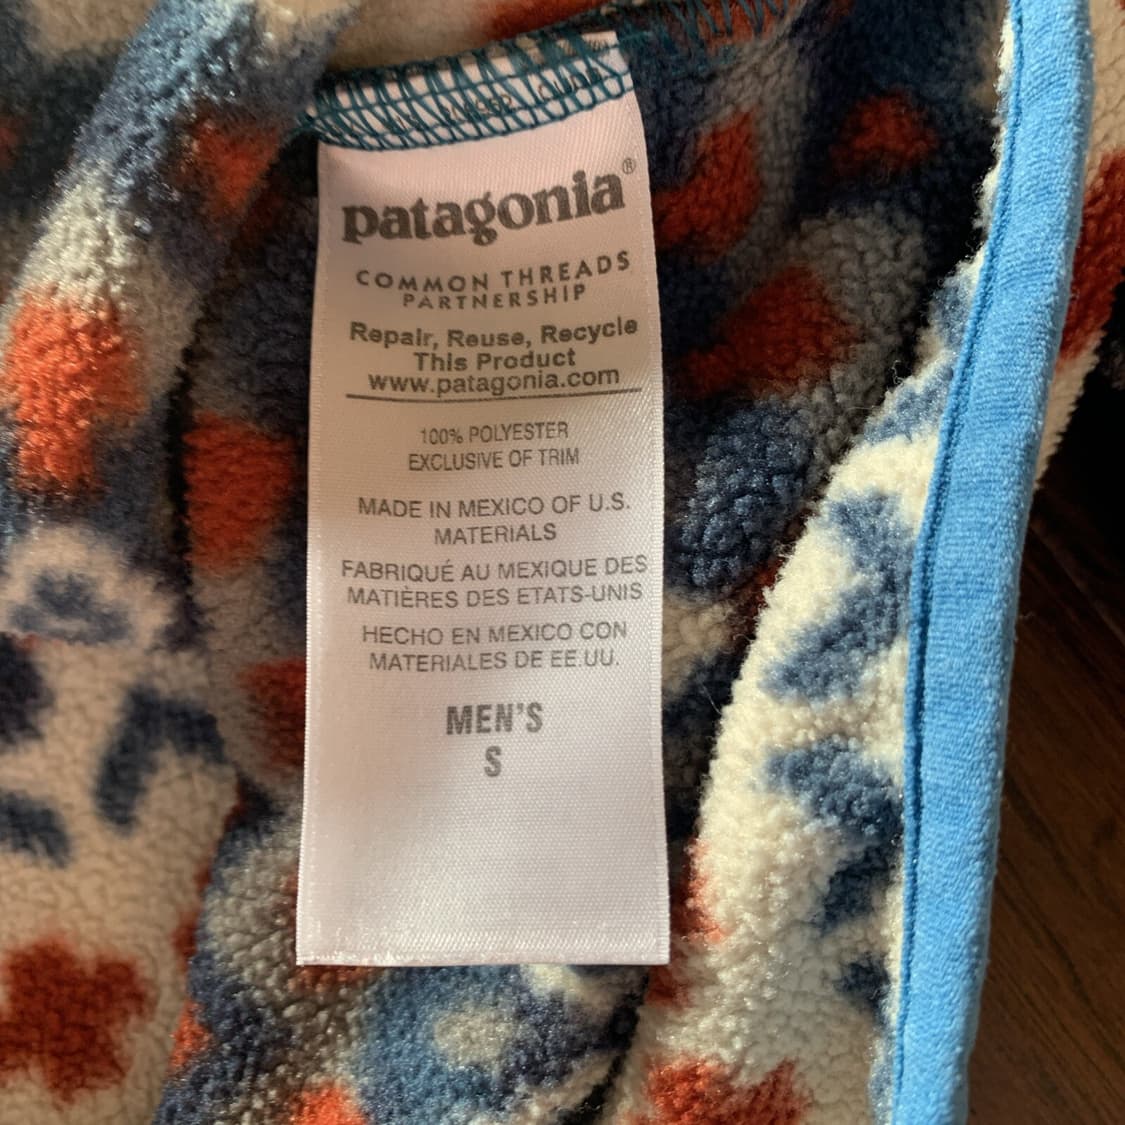 patagonia®
COMMON THREADS
PARTNERSHIP
Repair, Reuse, Recycle
This Product
www.patagonia.com
100% POLYESTER
EXCLUSIVE OF TRIM
MADE IN MEXICO OF U.S.
MATERIALS
FABRIQUÉ AU MEXIQUE DES
MATIÈRES DES ETATS-UNIS
HECHO EN MEXICO CON
MATERIALES DE EE.UU.
MEN'S
S